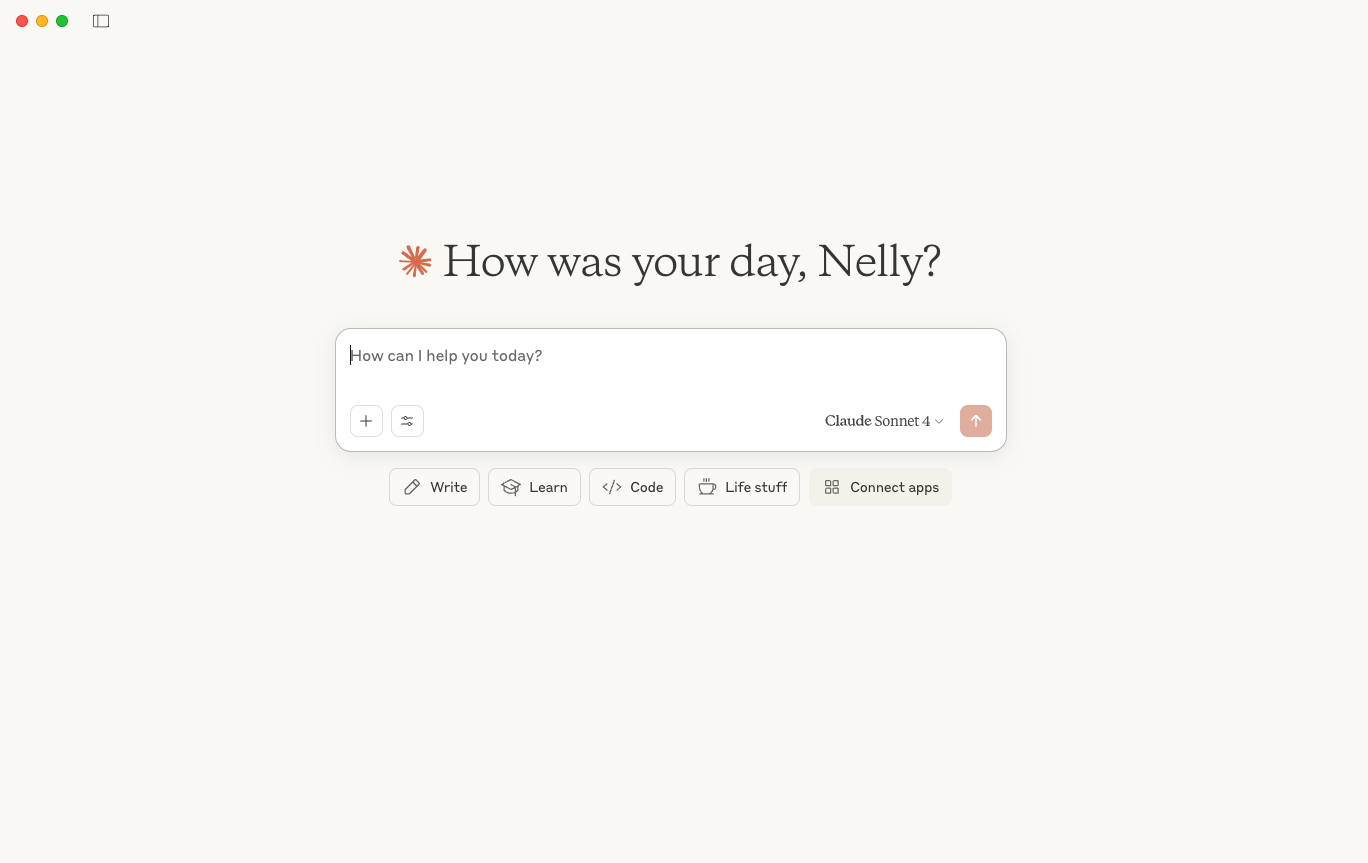 How was your day, Nelly?
How can I help you today?
Claude Sonnet 4
Write
Learn
Code
Life stuff
Connect apps